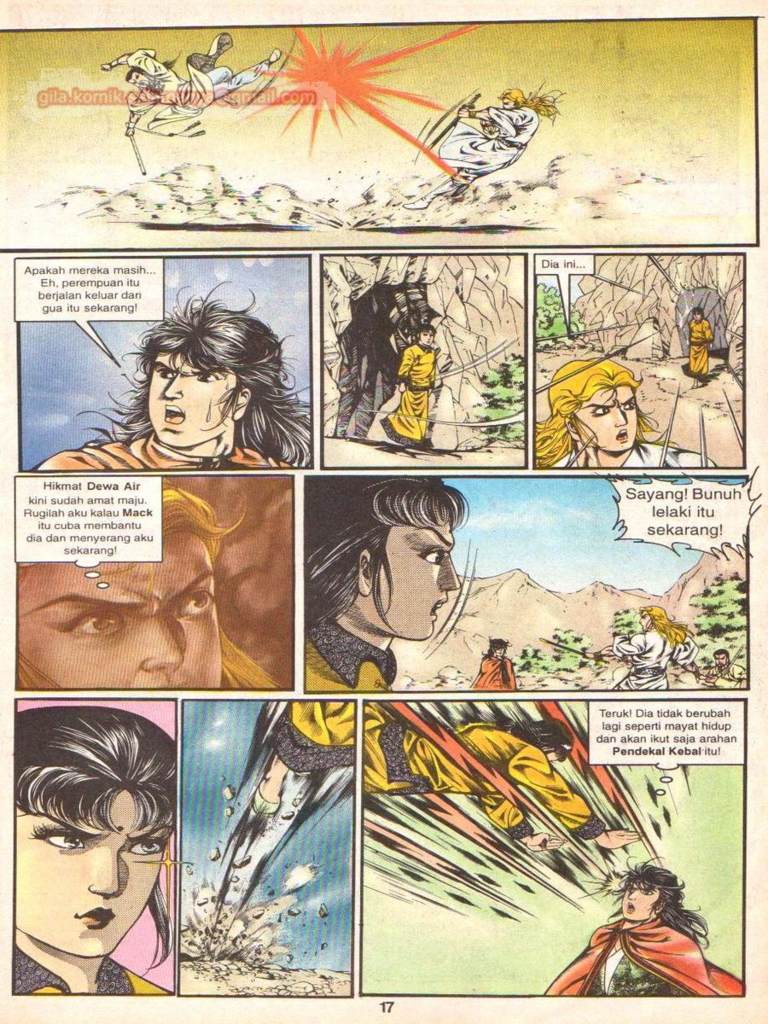 Apakah mereka masih...
Eh, perempuan itu
berjalan keluar dari
gua itu sekarang!
Dia ini...
Hikmat Dewa Air
kini sudah amat maju.
Rugilah aku kalau Mack
itu cuba membantu
dia dan menyerang aku
sekarang!
Sayang! Bunuh
lelaki itu
sekarang!
Teruk! Dia tidak berubah
lagi seperti mayat hidup
dan akan ikut saja arahan
Pendekal Kebal itu!
17